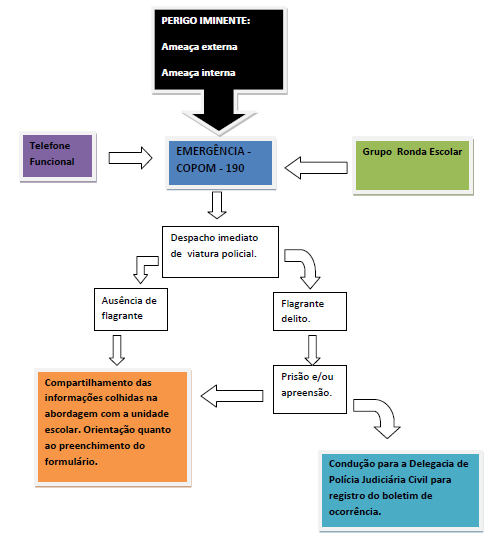 PERIGO IMINENTE:
Ameaça externa
Ameaça interna
Telefone
Funcional
EMERGÊNCIA -
COPOM - 190
Grupo Ronda Escolar
Despacho imediato
de viatura policial.
Ausência de
flagrante
Flagrante
delito.
Compartilhamento das
informações colhidas na
abordagem com a unidade
escolar. Orientação quanto
ao preenchimento do
formulário.
Prisão e/ou
apreensão.
Condução para a Delegacia de
Polícia Judiciária Civil para
registro do boletim de
ocorrência.